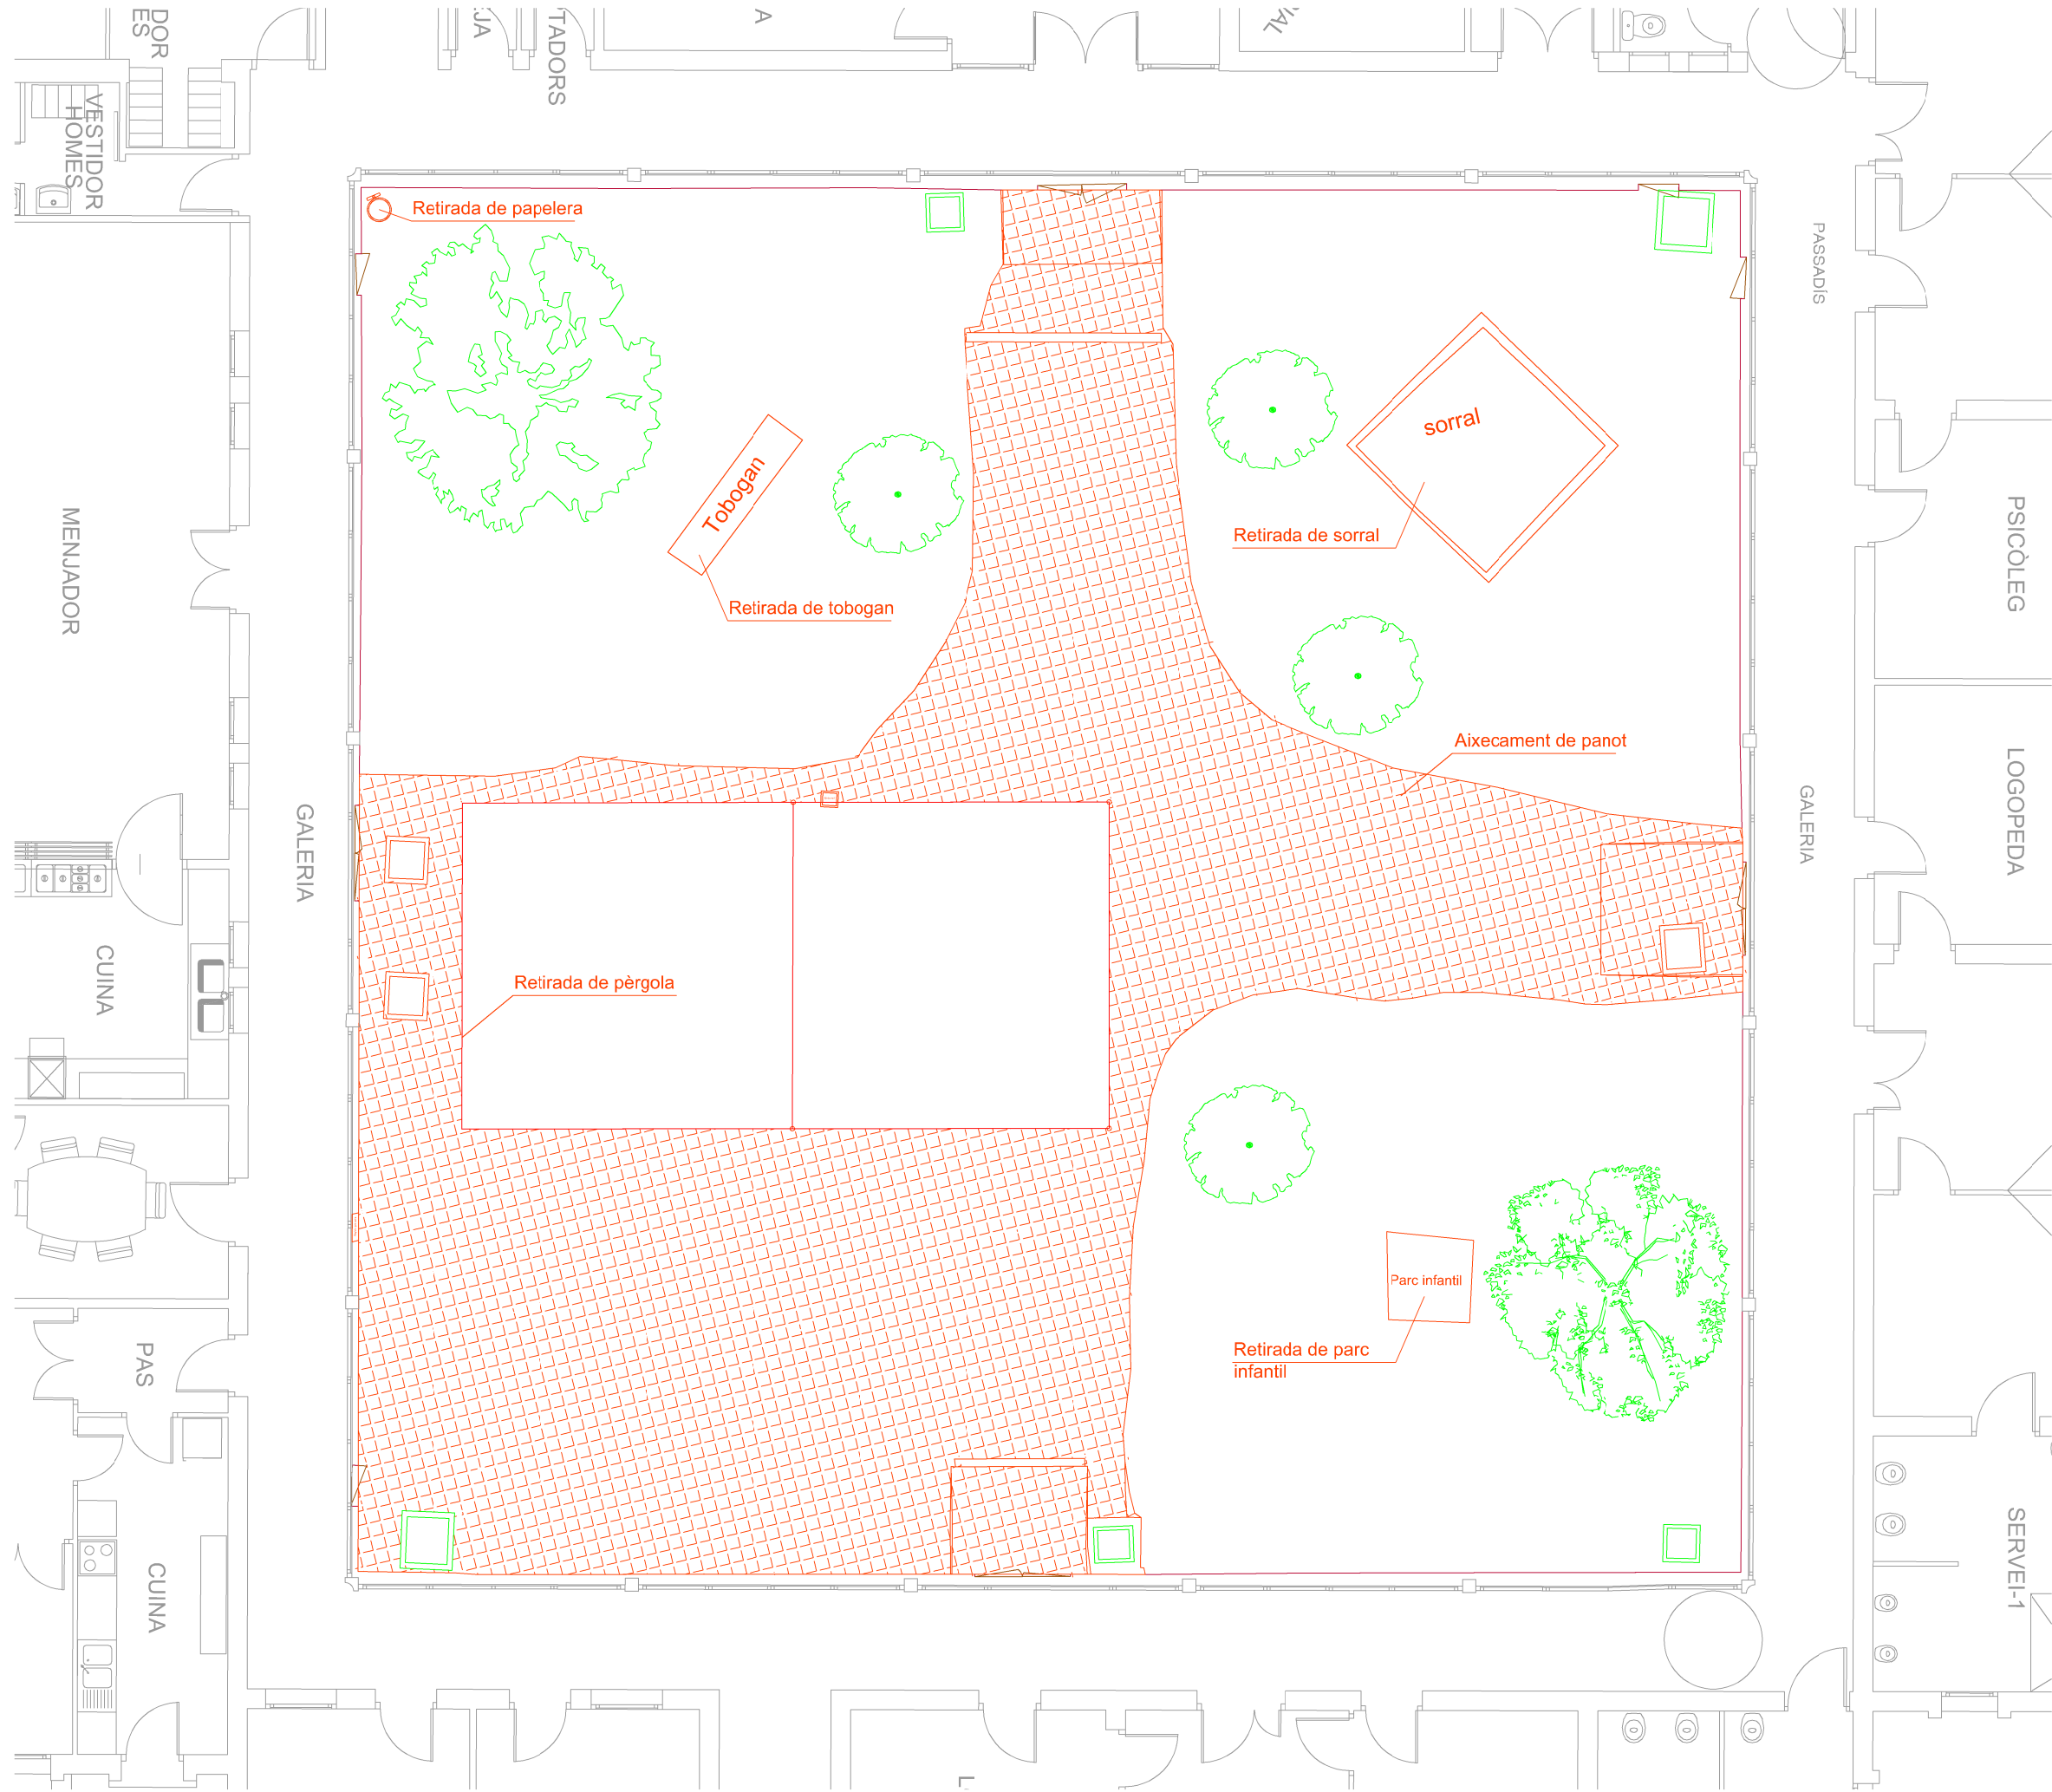 DOR
ES
EJA
TADORS
A
AL
VESTIDOR
HOMES
Retirada de papelera
PASSADÍS
sorral
Tobogan
Retirada de sorral
MENJADOR
PSICÒLEG
Retirada de tobogan
Aixecament de panot
LOGOPEDA
GALERIA
GALERIA
CUINA
Retirada de pèrgola
Parc infantil
PAS
Retirada de parc
infantil
CUINA
SERVEI-1